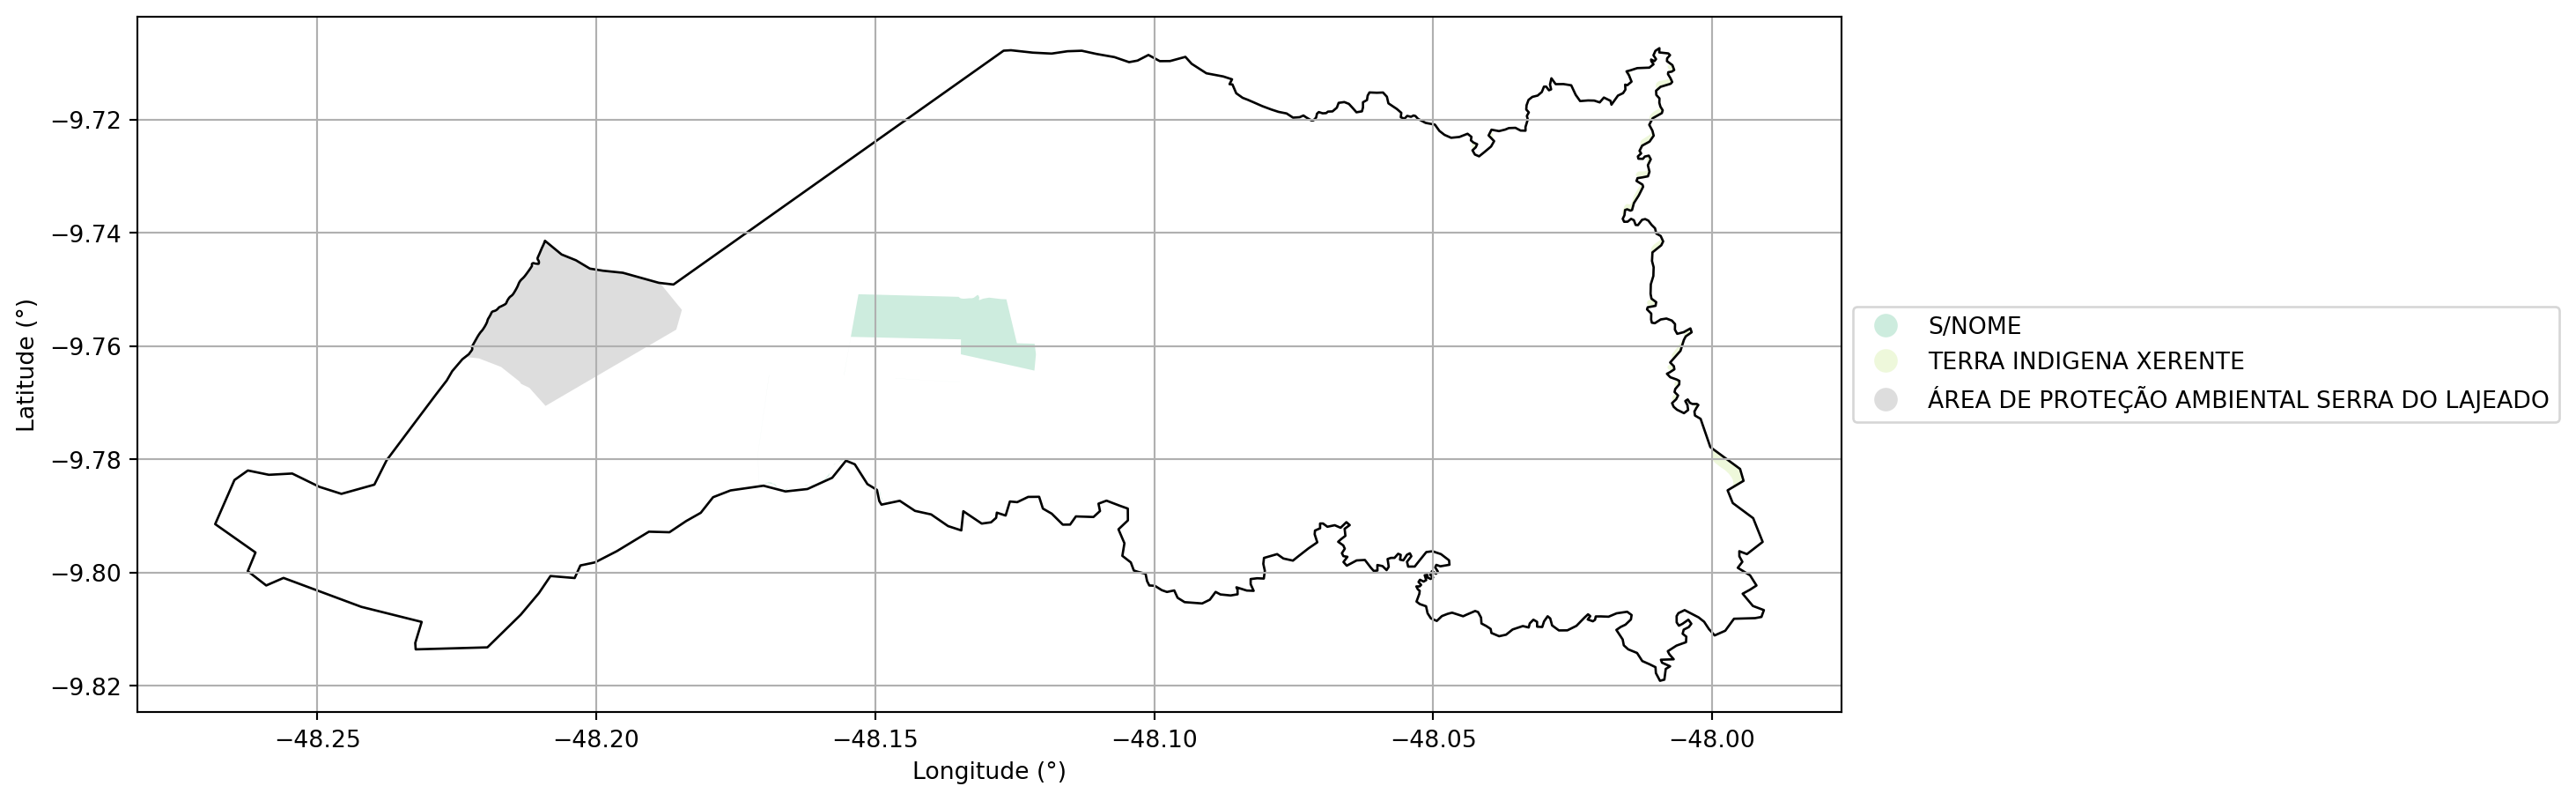 −9.72
−9.74
−9.76
−9.78
−9.80
−9.82
Latitude (°)
−48.25
−48.20
−48.15
−48.10
−48.05
−48.00
Longitude (°)
S/NOME
TERRA INDIGENA XERENTE
ÁREA DE PROTEÇÃO AMBIENTAL SERRA DO LAJEADO